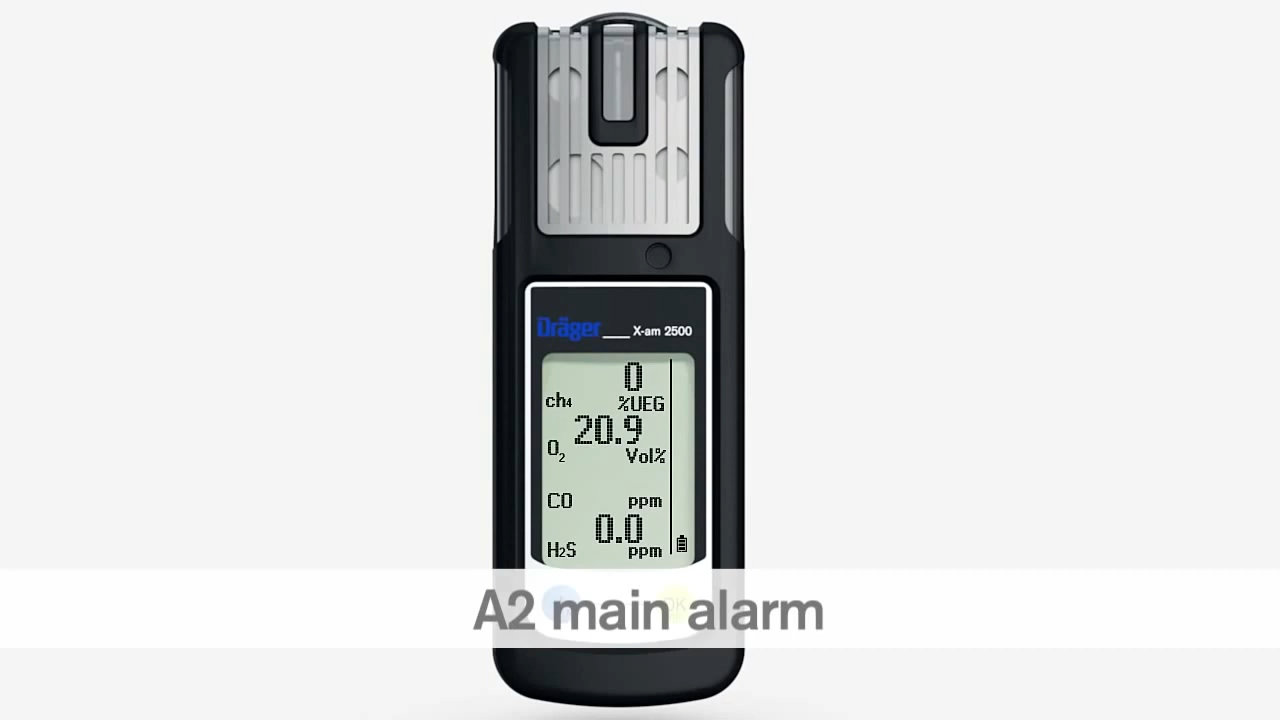 Dräger X-am 2500
0
ch4 %UEG
20.9
O2 Vol%
CO ppm
0.0
H2S ppm
OK
A2 main alarm